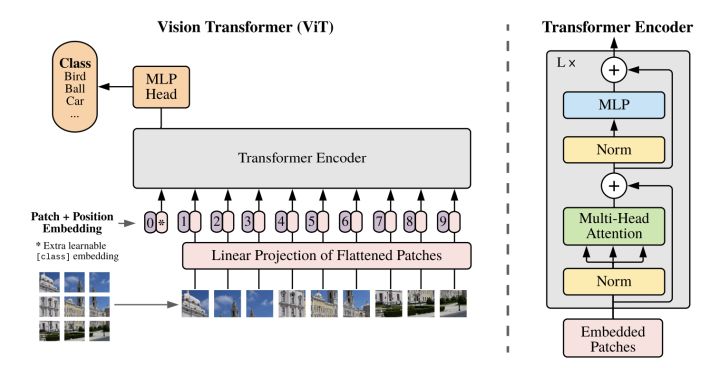 Vision Transformer (ViT)
Class
Bird
Ball
Car
...
MLP
Head
Transformer Encoder
Patch + Position
Embedding
0 * 1 2 3 4 5 6 7 8 9
* Extra learnable
[class] embedding
Linear Projection of Flattened Patches
Transformer Encoder
L ×
+
MLP
Norm
+
Multi-Head
Attention
Norm
Embedded
Patches